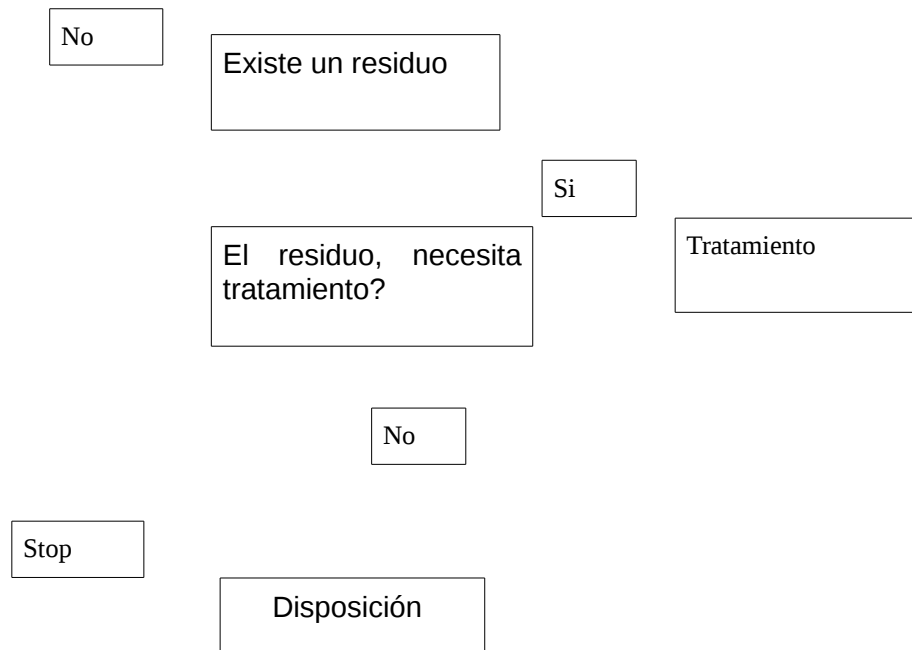 No
Existe un residuo
Si
El residuo, necesita
tratamiento?
Tratamiento
No
Stop
Disposición